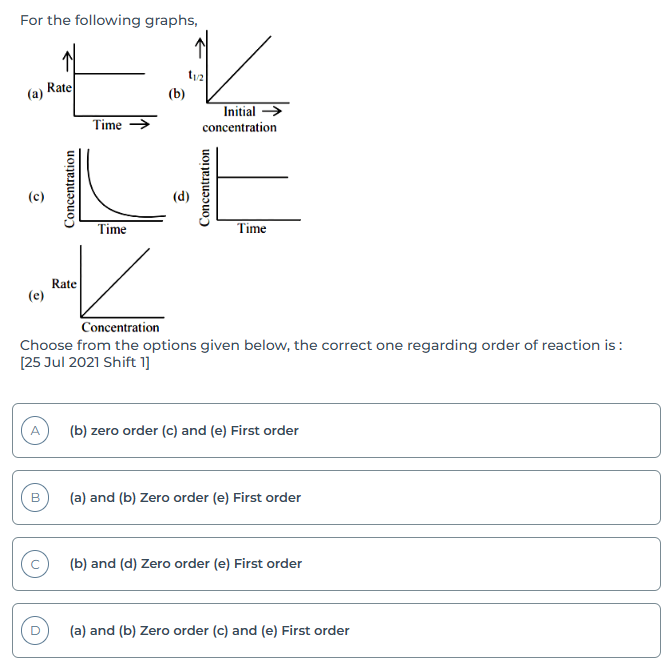 For the following graphs,
(a) Rate
Time →
(b) t1/2
Initial →
concentration
(c) Concentration
Time
(d) Concentration
Time
(e) Rate
Concentration
Choose from the options given below, the correct one regarding order of reaction is :
[25 Jul 2021 Shift 1]
A (b) zero order (c) and (e) First order
B (a) and (b) Zero order (e) First order
C (b) and (d) Zero order (e) First order
D (a) and (b) Zero order (c) and (e) First order